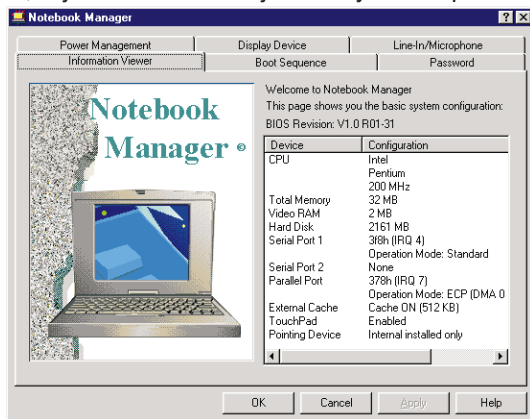 Notebook Manager
Power Management
Display Device
Line-In/Microphone
Information Viewer
Boot Sequence
Password
Notebook
Manager ®
Welcome to Notebook Manager
This page shows you the basic system configuration:
BIOS Revision: V1.0 R01-31
Device Configuration
CPU Intel
Pentium
200 MHz
Total Memory 32 MB
Video RAM 2 MB
Hard Disk 2161 MB
Serial Port 1 3f8h (IRQ 4)
Operation Mode: Standard
Serial Port 2 None
Parallel Port 378h (IRQ 7)
Operation Mode: ECP (DMA 0
External Cache Cache ON (512 KB)
TouchPad Enabled
Pointing Device Internal installed only
OK Cancel Apply Help